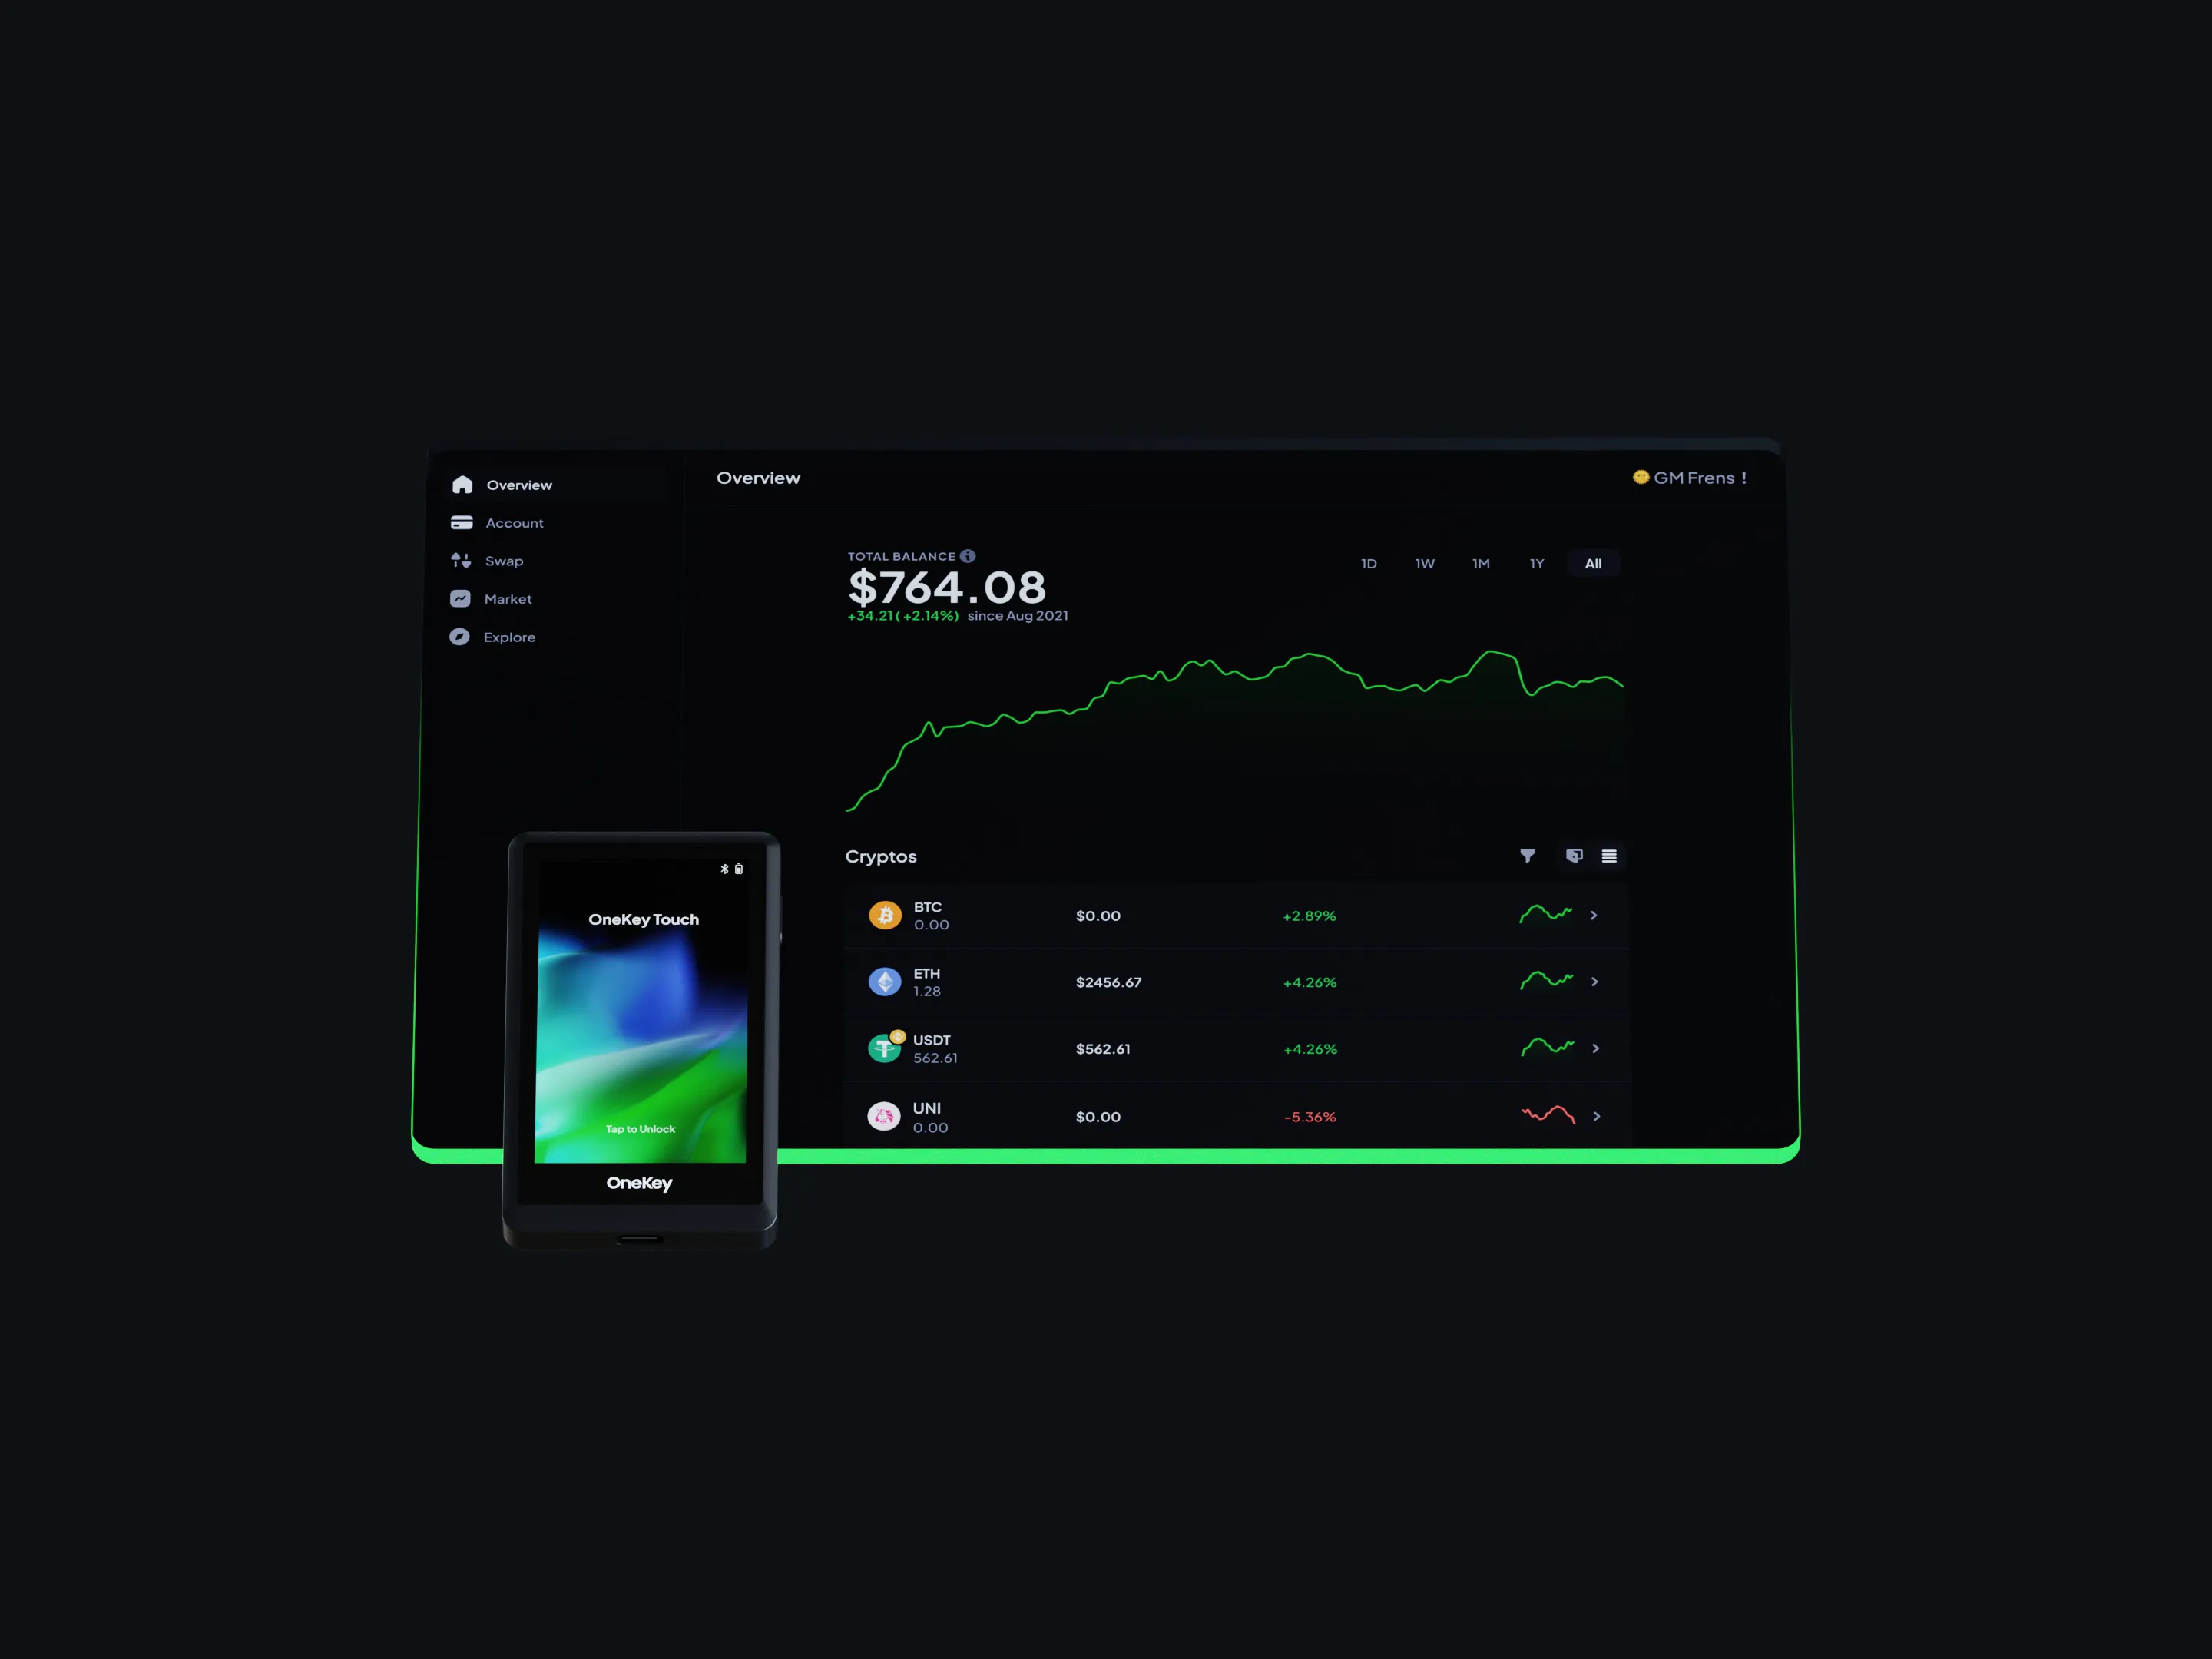 Overview
Account
Swap
Market
Explore
Overview
GM Frens !
TOTAL BALANCE
$764.08
+34.21 ( +2.14%) since Aug 2021
1D 1W 1M 1Y All
Cryptos
BTC
0.00
$0.00
+2.89%
ETH
1.28
$2456.67
+4.26%
USDT
562.61
$562.61
+4.26%
UNI
0.00
$0.00
-5.36%
OneKey Touch
Tap to Unlock
OneKey